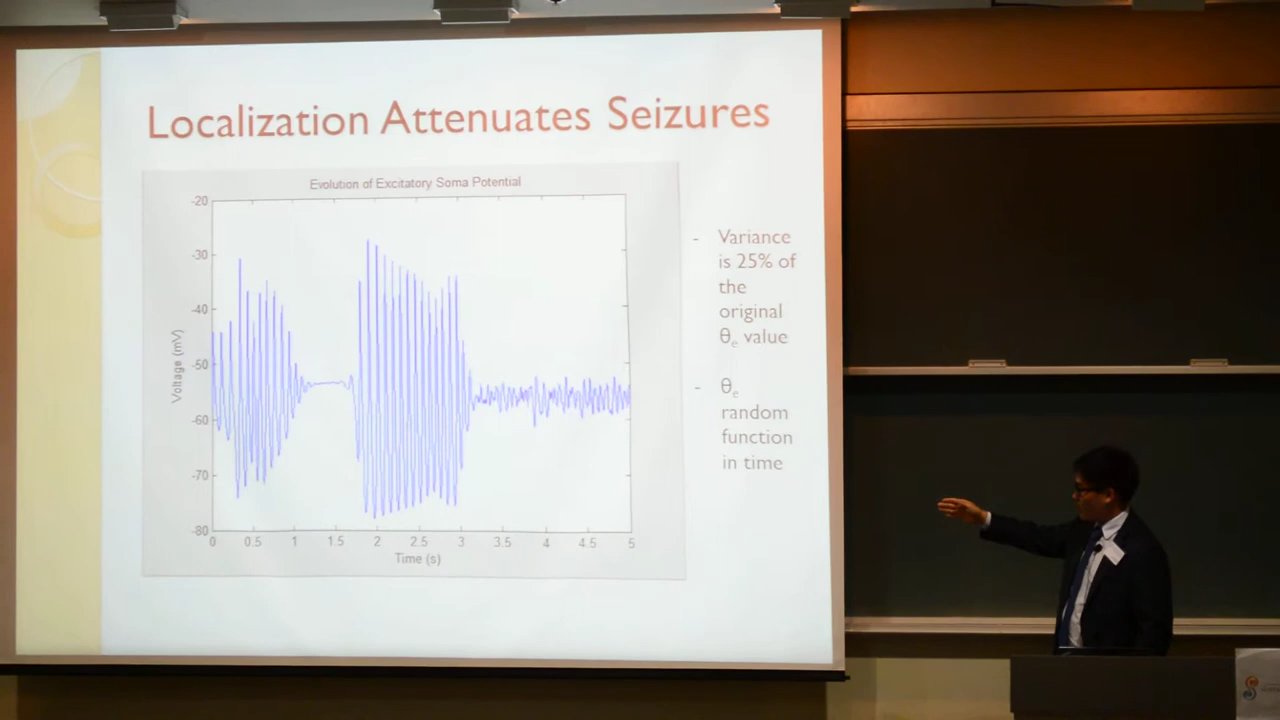 Localization Attenuates Seizures
Evolution of Excitatory Soma Potential
-20
-30
-40
-50
-60
-70
-80
Voltage (mV)
0 0.5 1 1.5 2 2.5 3 3.5 4 4.5 5
Time (s)
- Variance
is 25% of
the
original
θe value
- θe
random
function
in time